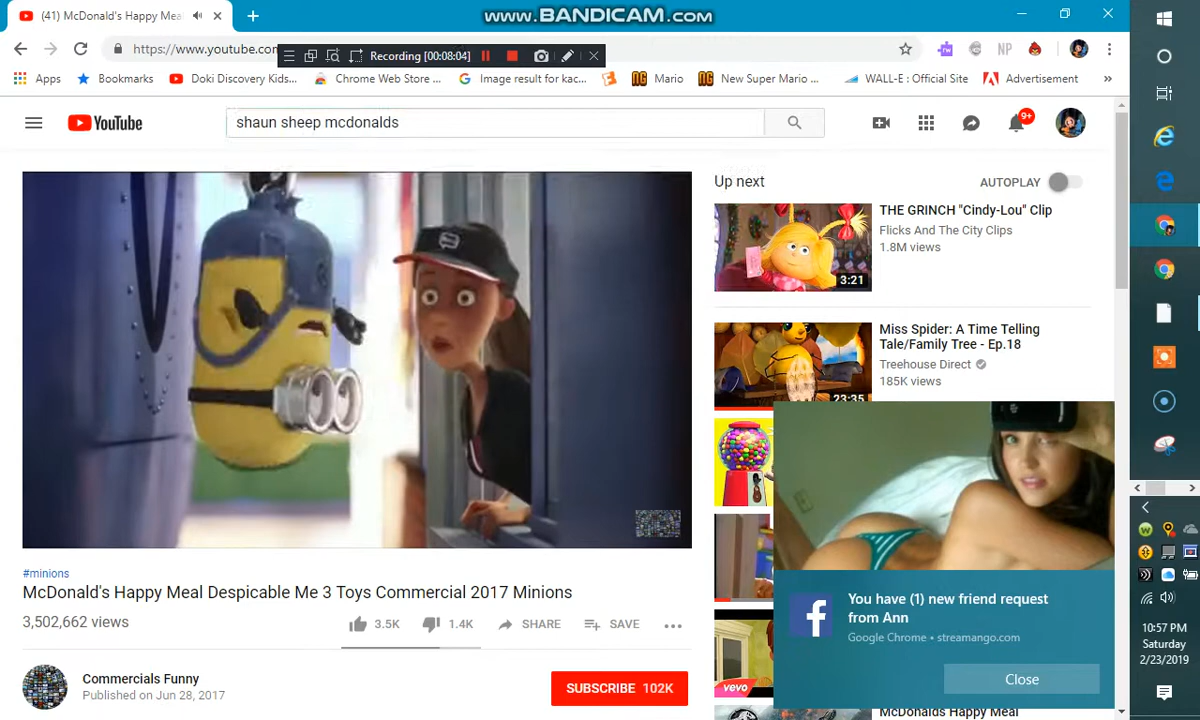 www.BANDICAM.com
(41) McDonald's Happy Mea
https://www.youtube.con
Recording [00:08:04]
NP
Apps
Bookmarks
Doki Discovery Kids...
Chrome Web Store ...
Image result for kac...
Mario
New Super Mario ...
WALL-E : Official Site
Advertisement
»
YouTube
shaun sheep mcdonalds
9+
Up next
AUTOPLAY
THE GRINCH "Cindy-Lou" Clip
Flicks And The City Clips
1.8M views
3:21
Miss Spider: A Time Telling
Tale/Family Tree - Ep.18
Treehouse Direct
185K views
23:35
vevo
#minions
McDonald's Happy Meal Despicable Me 3 Toys Commercial 2017 Minions
3,502,662 views
3.5K
1.4K
SHARE
SAVE
Commercials Funny
Published on Jun 28, 2017
SUBSCRIBE 102K
You have (1) new friend request
from Ann
Google Chrome • streamango.com
Close
McDonalds Happy Meal
10:57 PM
Saturday
2/23/2019